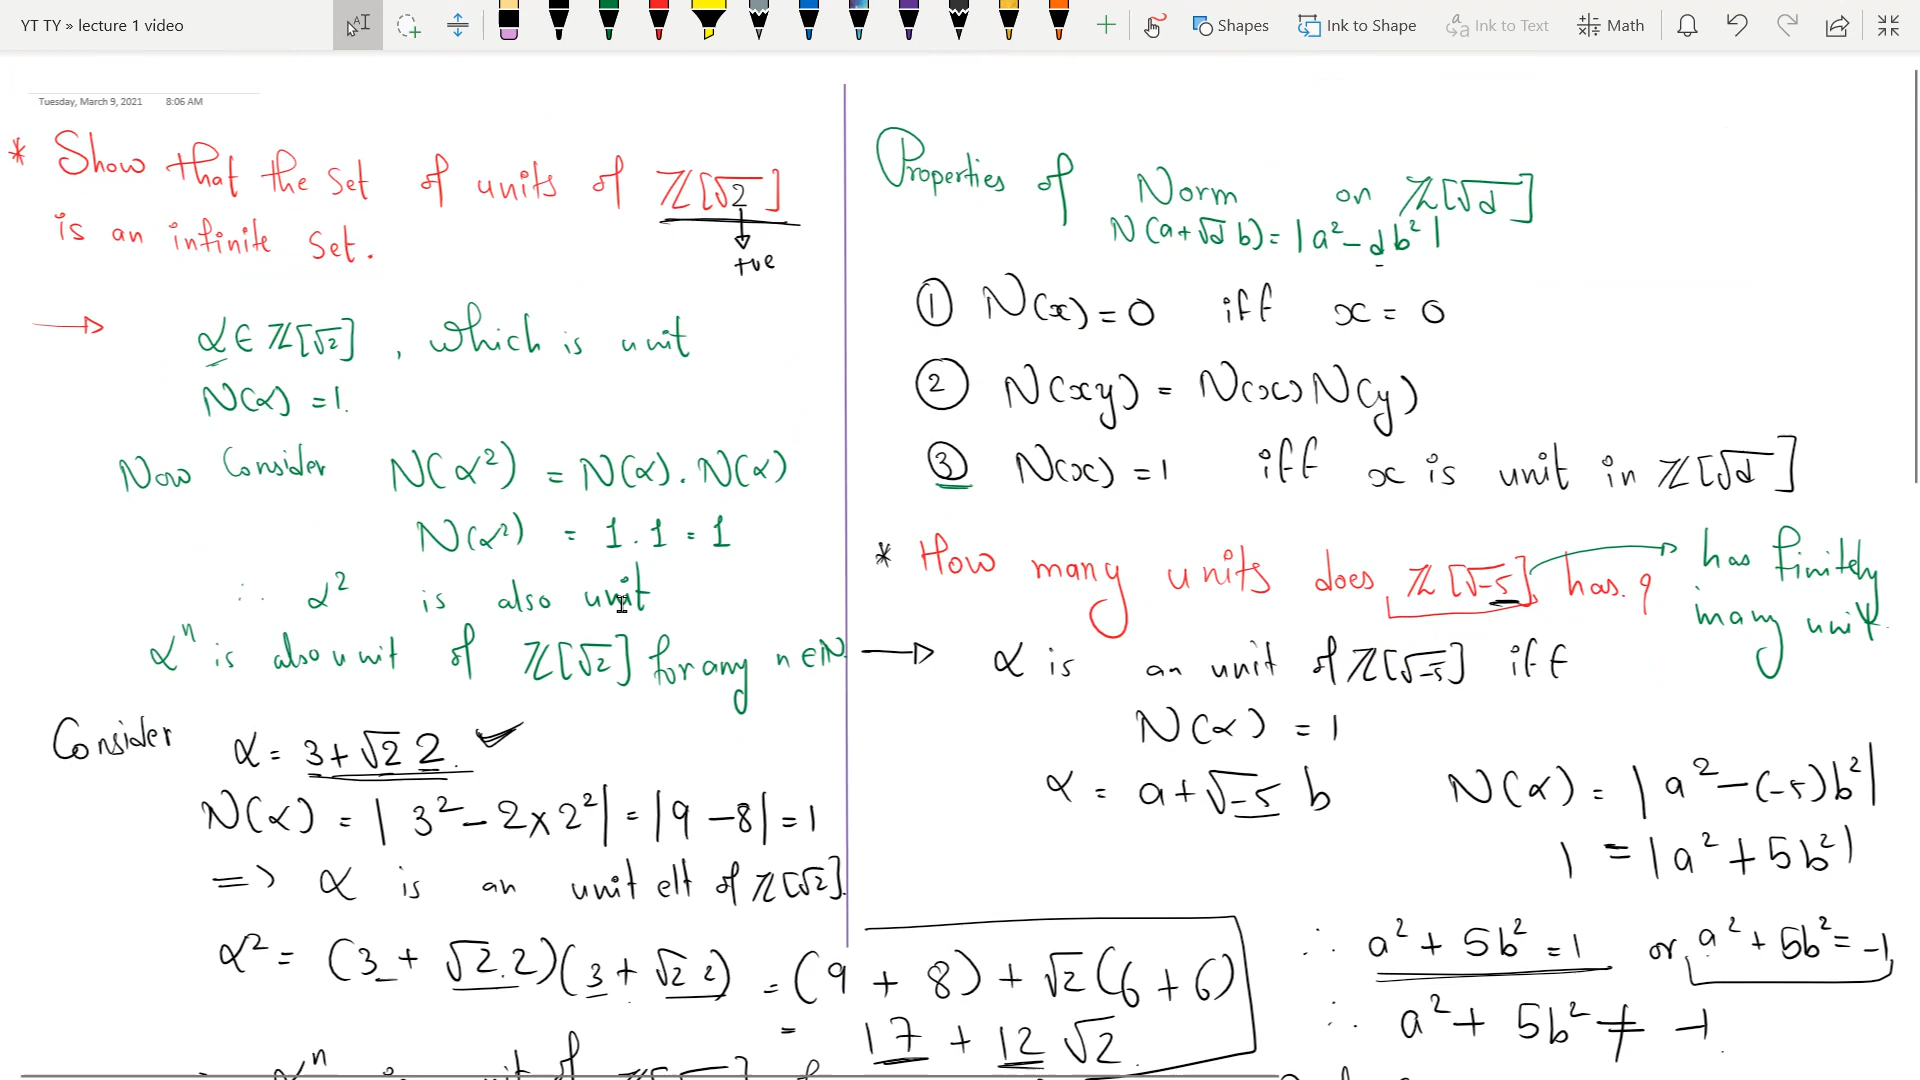 YT TY » lecture 1 video
Shapes
Ink to Shape
Ink to Text
Math
Tuesday, March 9, 2021 8:06 AM
* Show that the set of units of ℤ[√2]
is an infinite set.
+ve
α ∈ ℤ[√2], which is unit
N(α) = 1.
Now Consider N(α²) = N(α) . N(α)
N(α²) = 1 . 1 = 1
∴ α² is also unit
αⁿ is also unit of ℤ[√2] for any n∈N.
Consider α = 3+√2 2. ✓
N(α) = | 3² - 2×2²| = |9 - 8| = 1
=> α is an unit elt of ℤ[√2].
α² = (3 + √2.2)(3 + √2 2) = (9 + 8) + √2(6 + 6)
= 17 + 12 √2.
Properties of Norm on ℤ[√d]
N(a+√d b) = |a² - db²|
① N(x) = 0 iff x = 0
② N(xy) = N(x) N(y)
③ N(x) = 1 iff x is unit in ℤ[√d]
* How many units does ℤ[√-5] has ?
has finitely
many unit.
α is an unit of ℤ[√-5] iff
N(α) = 1
α = a+√-5 b N(α) = |a² - (-5)b²|
1 = |a² + 5b²|
∴ a² + 5b² = 1 or a² + 5b² = -1
∴ a² + 5b² ≠ -1.